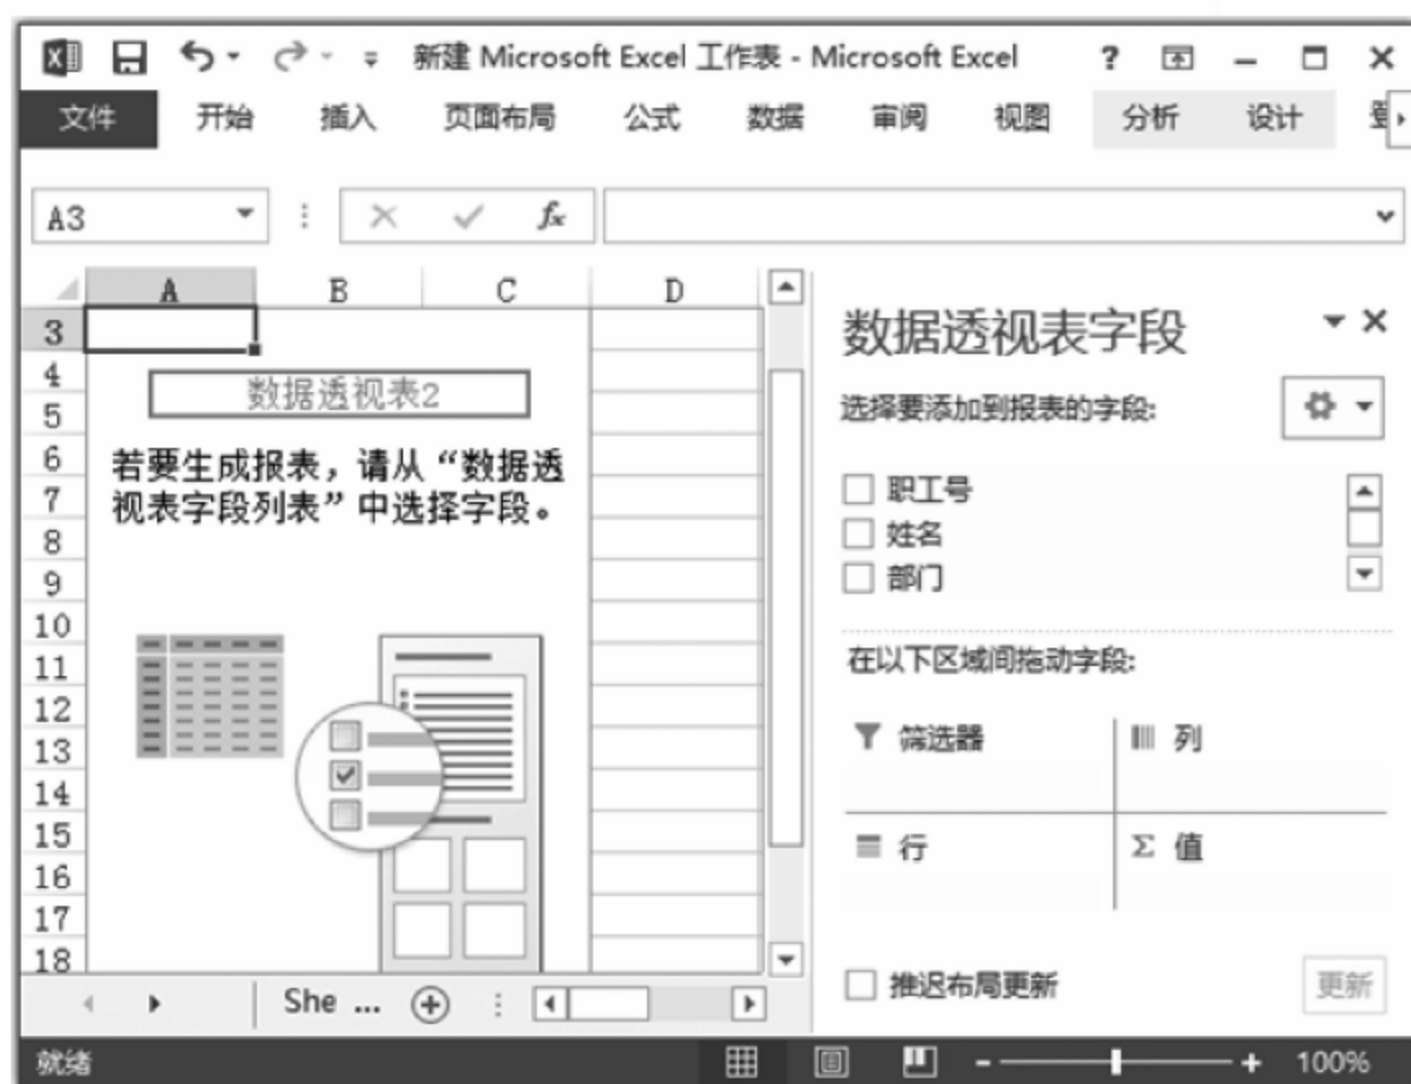 新建 Microsoft Excel 工作表 - Microsoft Excel ?
文件 开始 插入 页面布局 公式 数据 审阅 视图 分析 设计
A3 fx
A B C D
3
4
5
6
7
8
9
10
11
12
13
14
15
16
17
18
数据透视表2
若要生成报表，请从“数据透
视表字段列表”中选择字段。
数据透视表字段
选择要添加到报表的字段:
职工号
姓名
部门
在以下区域间拖动字段:
筛选器
列
行
Σ 值
推迟布局更新 更新
She ...
就绪 100%